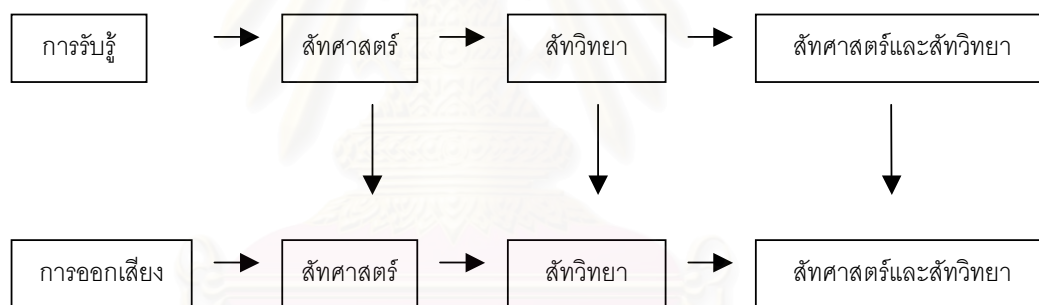 การรับรู้ สัทศาสตร์ สัทวิทยา สัทศาสตร์และสัทวิทยา
การออกเสียง สัทศาสตร์ สัทวิทยา สัทศาสตร์และสัทวิทยา